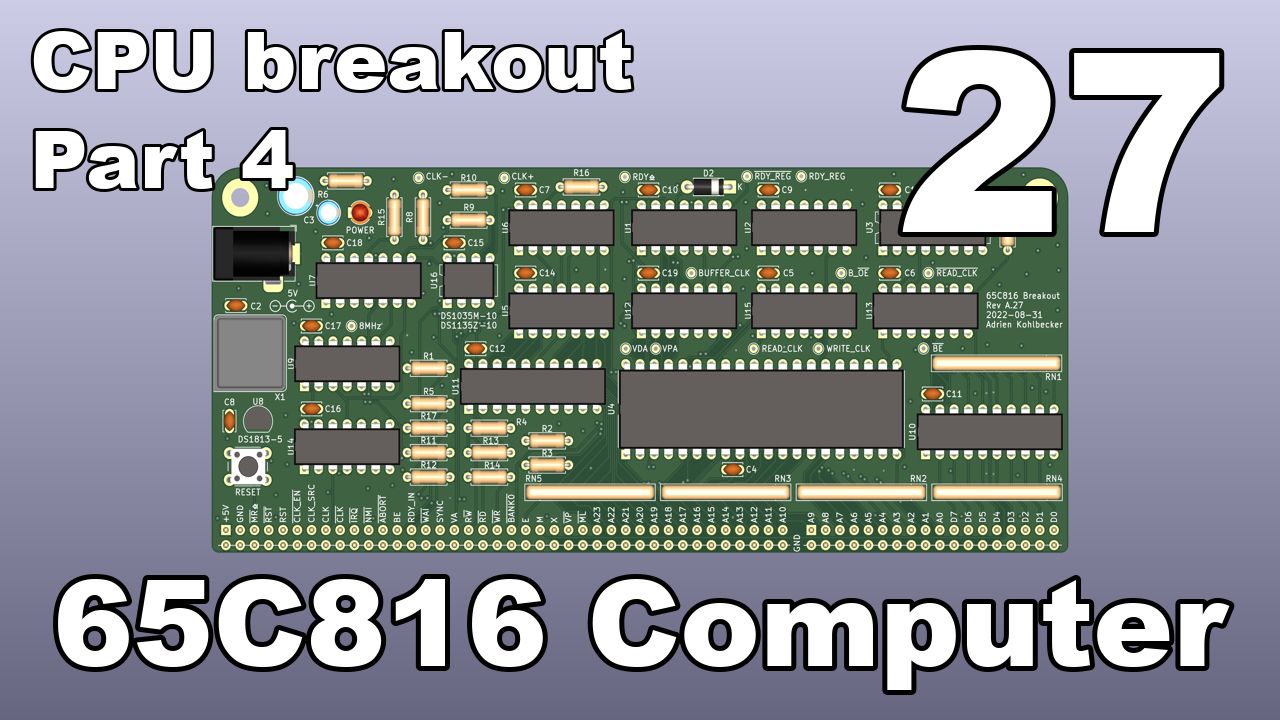 CPU breakout
27
Part 4
R6
C3
POWER
R15
R8
CLK-
R10
R9
C18
C15
CLK+
C7
R16
RDY
C10
D2
K
RDY_REG
C9
RDY_REG
U6
U1
U2
U3
U7
U16
C14
C19
BUFFER_CLK
C5
B_OE
C6
READ_CLK
C2
5V
DS1035M-10
DS1135Z-10
U5
U12
U15
U13
65C816 Breakout
Rev A.27
2022-08-31
Adrien Kohlbecker
C17
8MHz
C12
VDA
VPA
READ_CLK
WRITE_CLK
BE
RN1
U9
R1
X1
U11
U4
C11
C8
U8
C16
R5
R17
R4
U10
DS1813-5
U14
R11
R13
R2
R12
R14
R3
C4
RESET
RN5
RN3
RN2
RN4
+5V
GND
MR
RST
RST
CLK_EN
CLK_SRC
CLK
CLK
IRQ
NMI
ABORT
BE
RDY_IN
WAI
SYNC
VA
RW
RD
WR
BANK0
E
M
X
VP
ML
A23
A22
A21
A20
A19
A18
A17
A16
A15
A14
A13
A12
A11
A10
GND
A9
A8
A7
A6
A5
A4
A3
A2
A1
A0
D7
D6
D5
D4
D3
D2
D1
D0
65C816 Computer